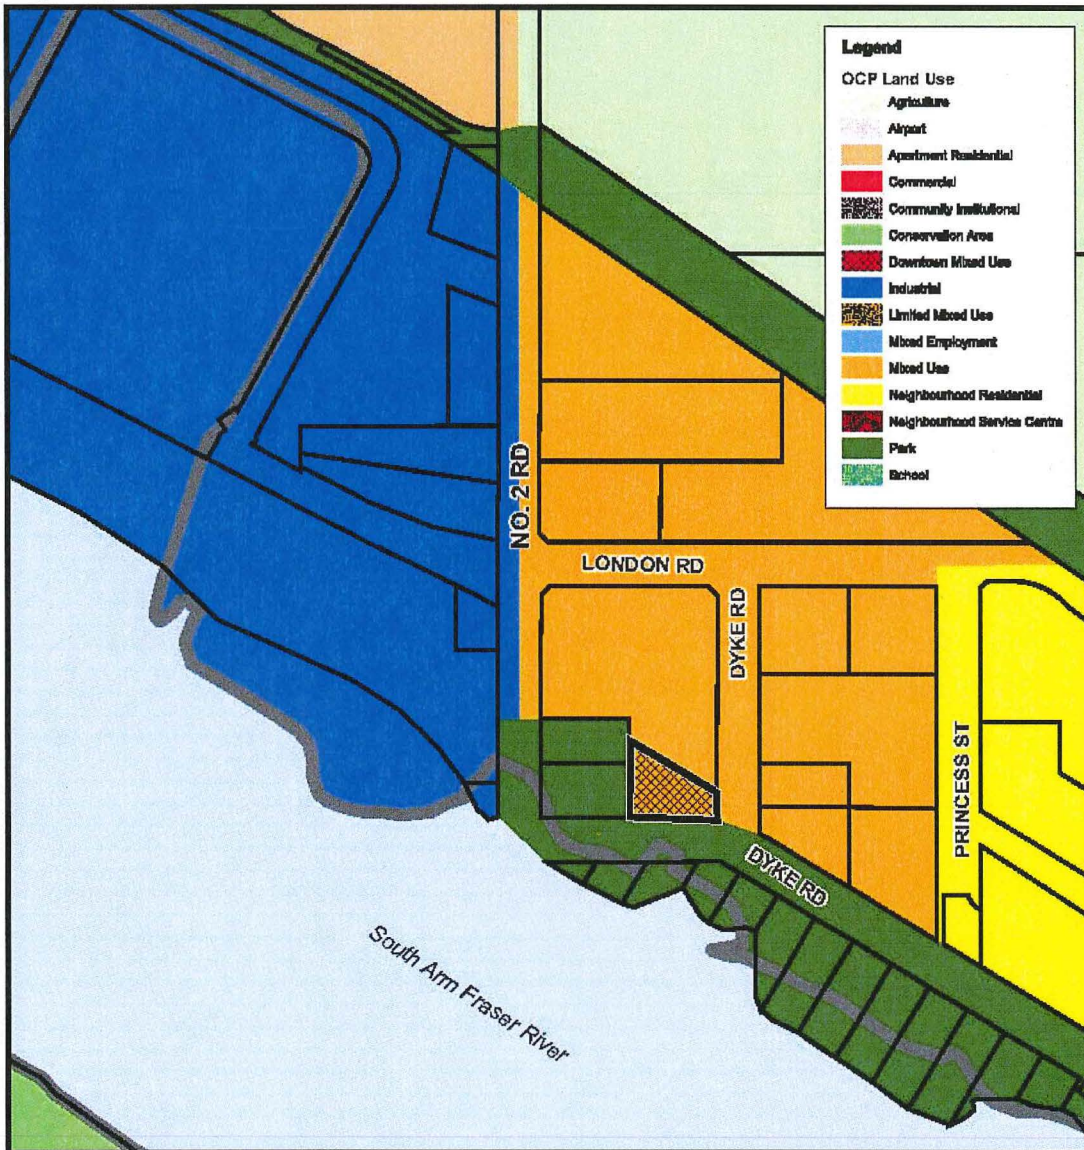 Legend
OCP Land Use
Agriculture
Airport
Apartment Residential
Commercial
Community Institutional
Conservation Area
Downtown Mixed Use
Industrial
Limited Mixed Use
Mixed Employment
Mixed Use
Neighbourhood Residential
Neighbourhood Service Centre
Park
School
NO. 2 RD
LONDON RD
DYKE RD
PRINCESS ST
DYKE RD
South Arm Fraser River